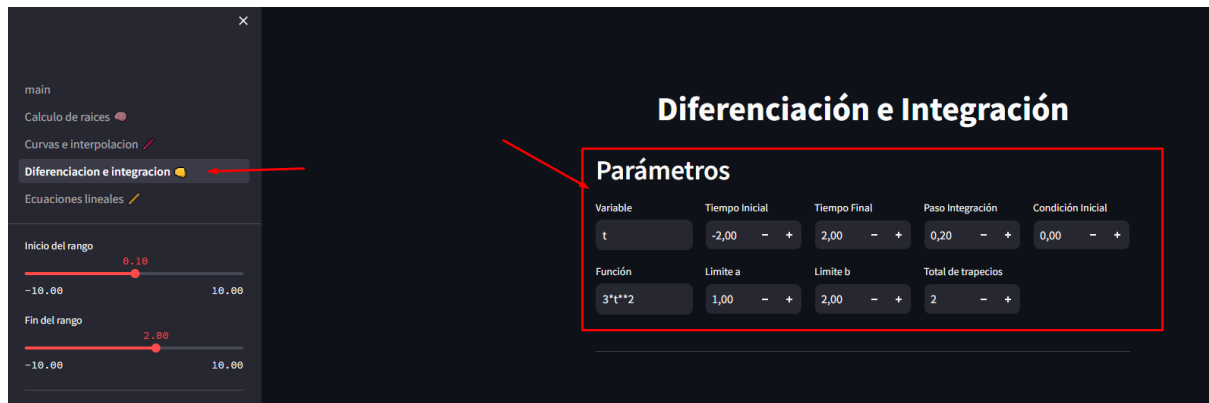 ×
main
Calculo de raices 🧠
Curvas e interpolacion
Diferenciacion e integracion 👊
Ecuaciones lineales
Inicio del rango
0.10
-10.00 10.00
Fin del rango
2.00
-10.00 10.00
Diferenciación e Integración
Parámetros
Variable Tiempo Inicial Tiempo Final Paso Integración Condición Inicial
t -2,00 − + 2,00 − + 0,20 − + 0,00 − +
Función Limite a Limite b Total de trapecios
3*t**2 1,00 − + 2,00 − + 2 − +